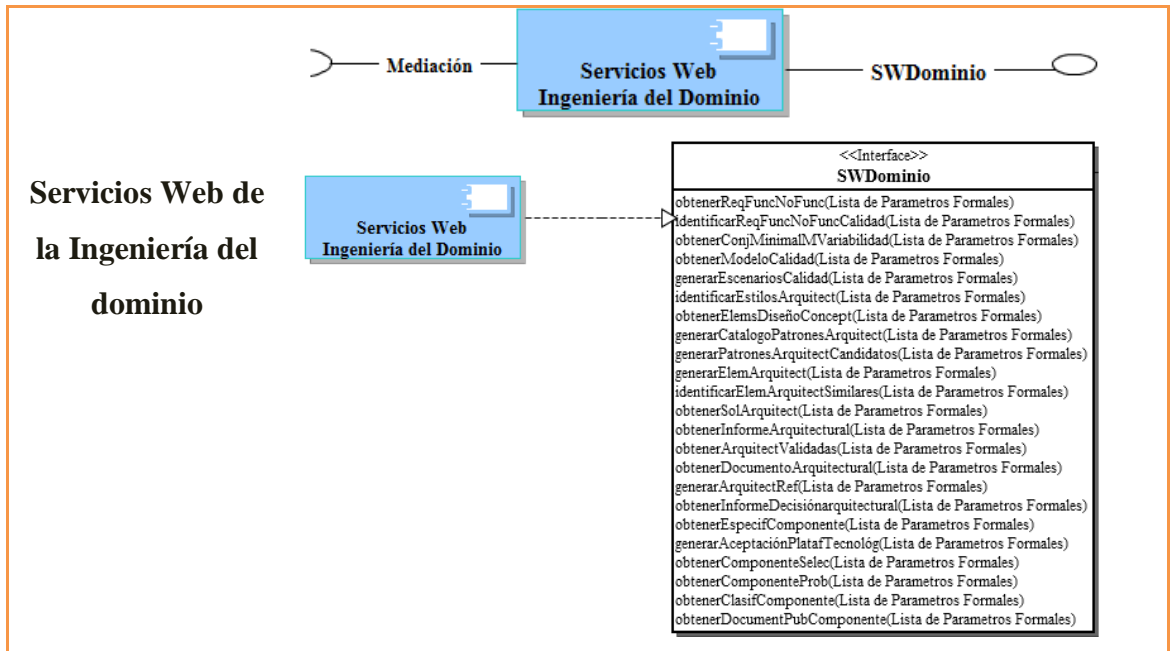 Mediación
Servicios Web
Ingeniería del Dominio
SWDominio
Servicios Web de
la Ingeniería del
dominio
Servicios Web
Ingeniería del Dominio
<<Interface>>
SWDominio
obtenerReqFuncNoFunc(Lista de Parametros Formales)
identificarReqFuncNoFuncCalidad(Lista de Parametros Formales)
obtenerConjMinimalMVariabilidad(Lista de Parametros Formales)
obtenerModeloCalidad(Lista de Parametros Formales)
generarEscenariosCalidad(Lista de Parametros Formales)
identificarEstilosArquitect(Lista de Parametros Formales)
obtenerElemsDiseñoConcept(Lista de Parametros Formales)
generarCatalogoPatronesArquitect(Lista de Parametros Formales)
generarPatronesArquitectCandidatos(Lista de Parametros Formales)
generarElemArquitect(Lista de Parametros Formales)
identificarElemArquitectSimilares(Lista de Parametros Formales)
obtenerSolArquitect(Lista de Parametros Formales)
obtenerInformeArquitectural(Lista de Parametros Formales)
obtenerArquitectValidadas(Lista de Parametros Formales)
obtenerDocumentoArquitectural(Lista de Parametros Formales)
generarArquitectRef(Lista de Parametros Formales)
obtenerInformeDecisiónarquitectural(Lista de Parametros Formales)
obtenerEspecifComponente(Lista de Parametros Formales)
generarAceptaciónPlatafTecnológ(Lista de Parametros Formales)
obtenerComponenteSelec(Lista de Parametros Formales)
obtenerComponenteProb(Lista de Parametros Formales)
obtenerClasifComponente(Lista de Parametros Formales)
obtenerDocumentPubComponente(Lista de Parametros Formales)